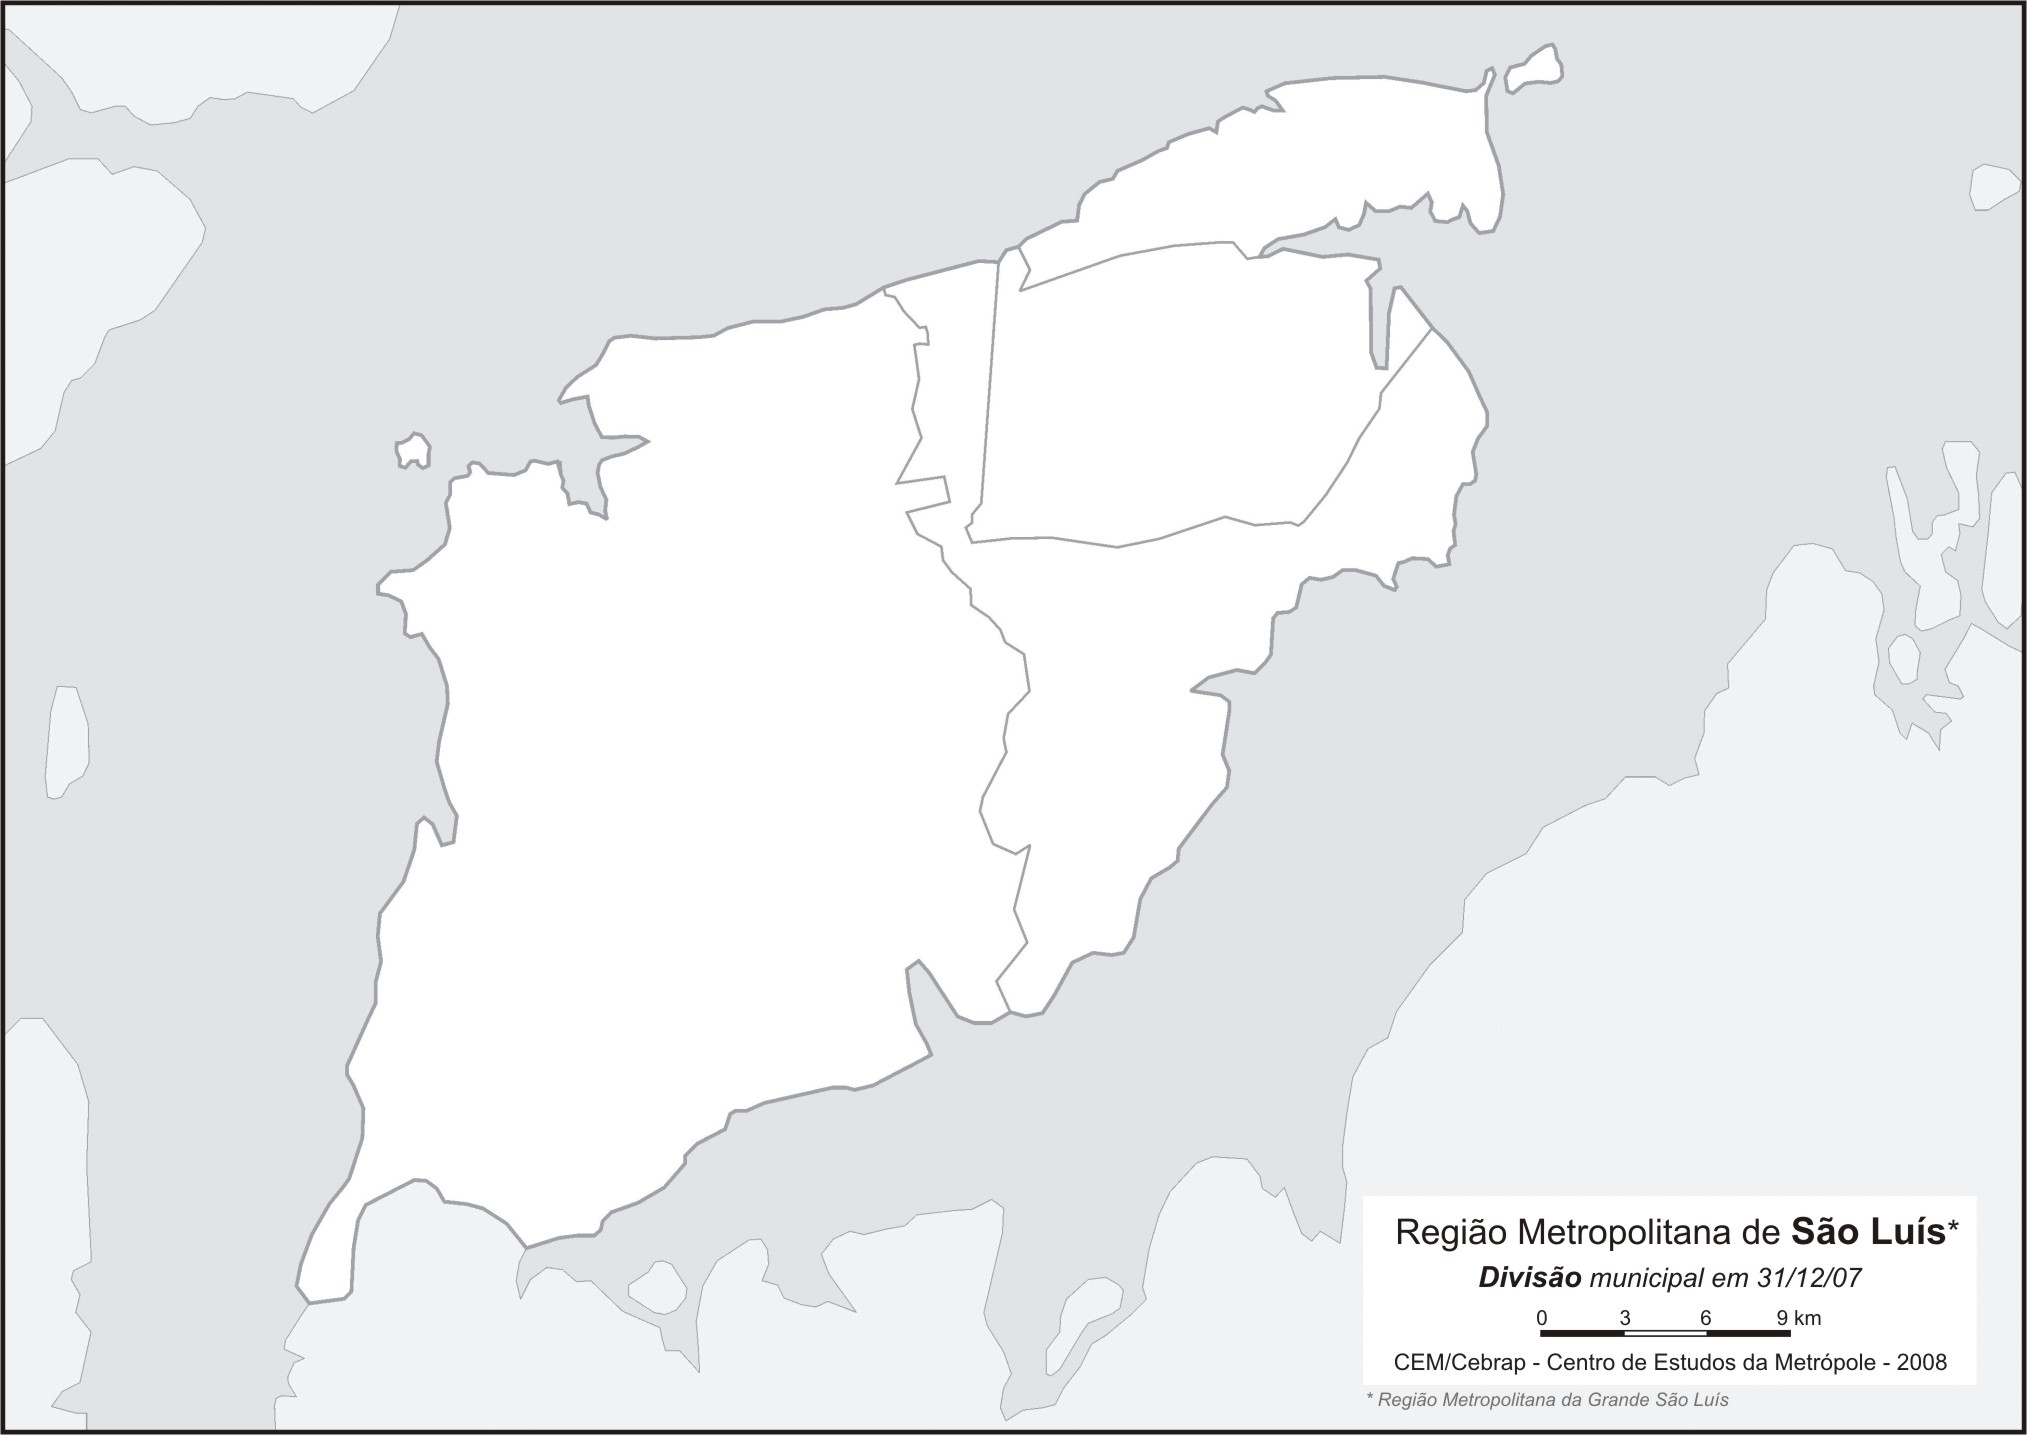 Região Metropolitana de São Luís*
Divisão municipal em 31/12/07
0 3 6 9 km
CEM/Cebrap - Centro de Estudos da Metrópole - 2008
* Região Metropolitana da Grande São Luís